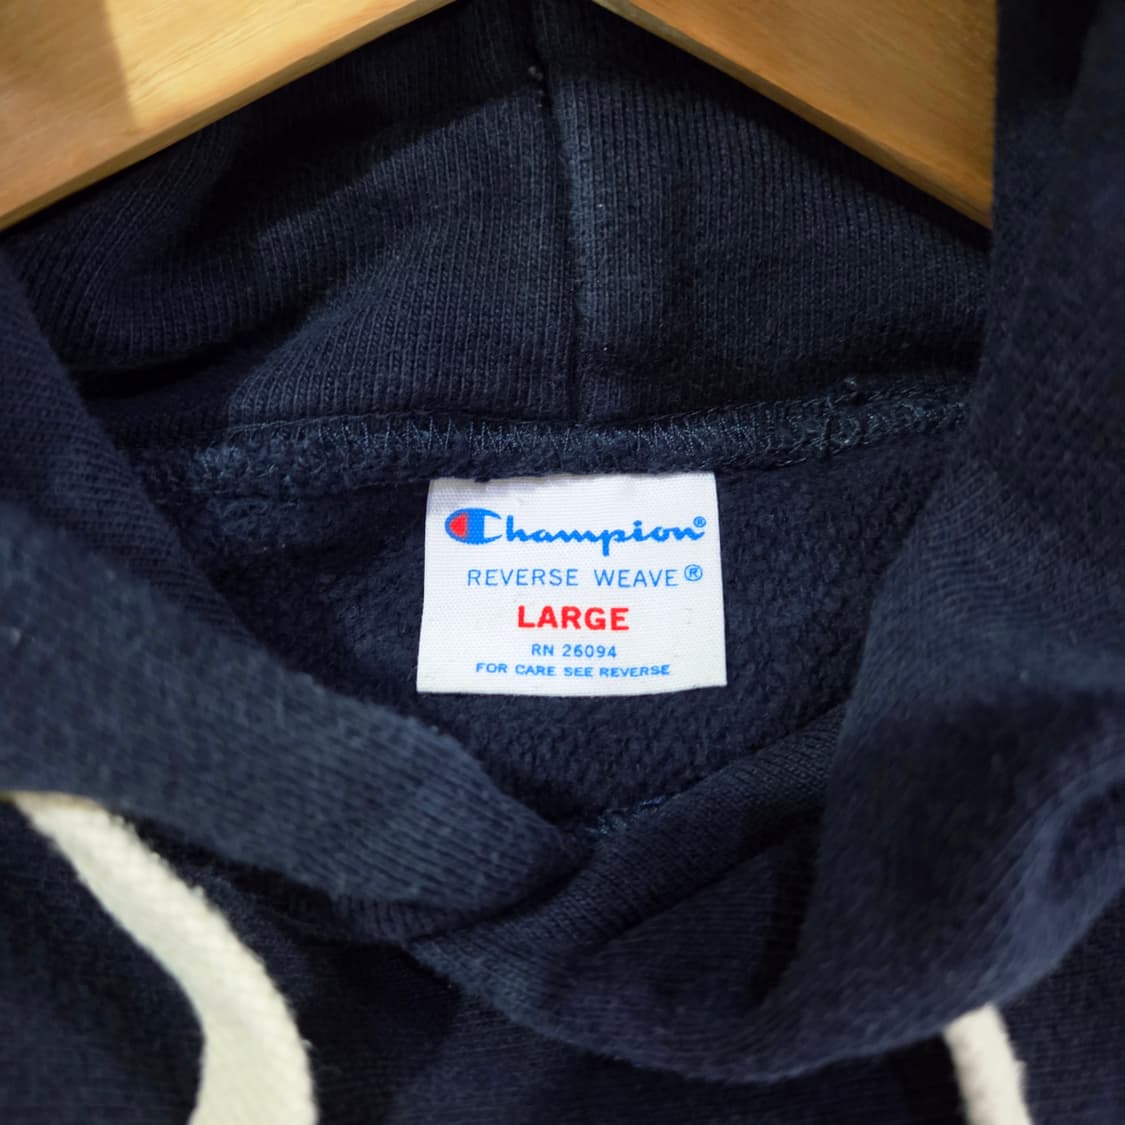 Champion®
REVERSE WEAVE®
LARGE
RN 26094
FOR CARE SEE REVERSE